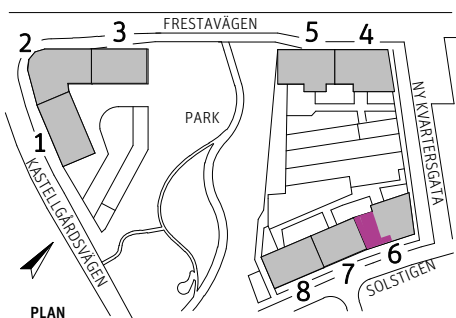 FRESTAVÄGEN
2
3
5
4
1
PARK
NY KVARTERSGATA
KASTELLGÅRDSVÄGEN
6
7
8
SOLSTIGEN
PLAN